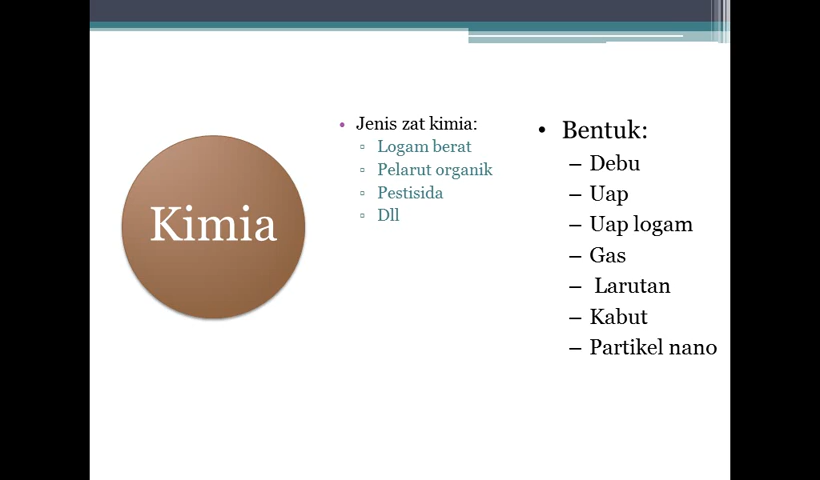 Kimia
• Jenis zat kimia:
▫ Logam berat
▫ Pelarut organik
▫ Pestisida
▫ Dll
• Bentuk:
– Debu
– Uap
– Uap logam
– Gas
– Larutan
– Kabut
– Partikel nano